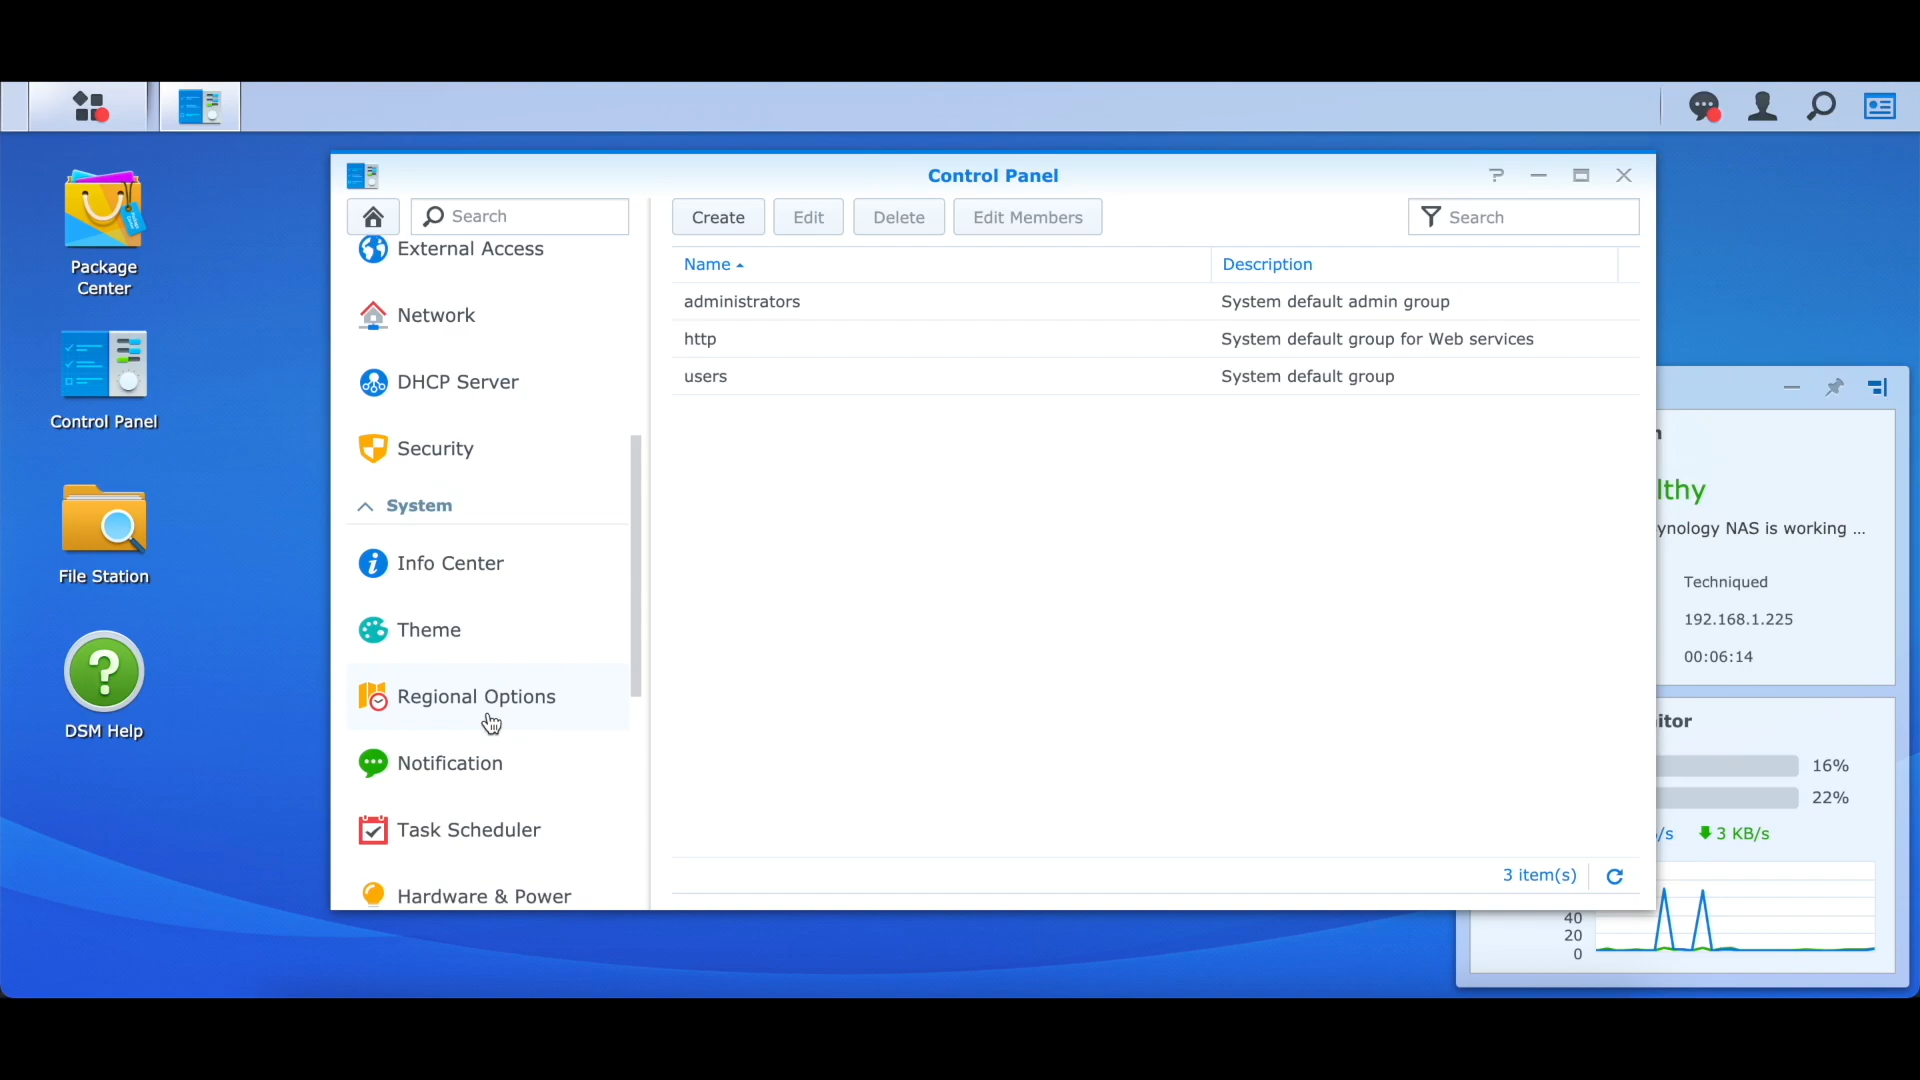 Package
Center
Control Panel
File Station
DSM Help
Control Panel
Search
External Access
Network
DHCP Server
Security
System
Info Center
Theme
Regional Options
Notification
Task Scheduler
Hardware & Power
Create
Edit
Delete
Edit Members
Search
Name
Description
administrators
System default admin group
http
System default group for Web services
users
System default group
3 item(s)
lthy
ynology NAS is working ...
Techniqued
192.168.1.225
00:06:14
itor
16%
22%
/s
3 KB/s
40
20
0